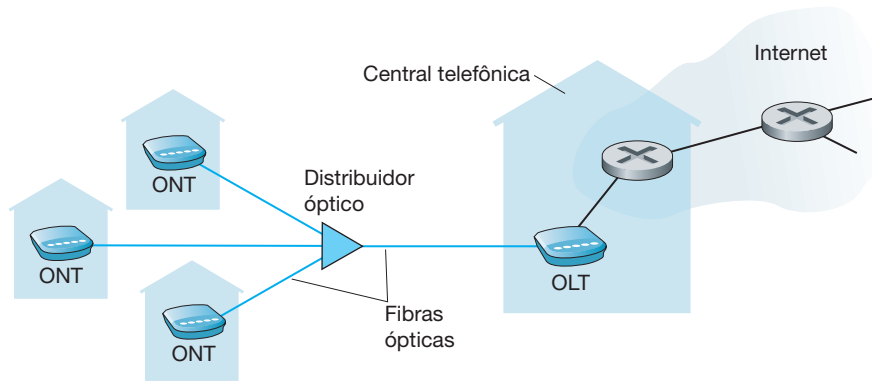 Internet
Central telefônica
ONT
Distribuidor
óptico
ONT
OLT
Fibras
ópticas
ONT